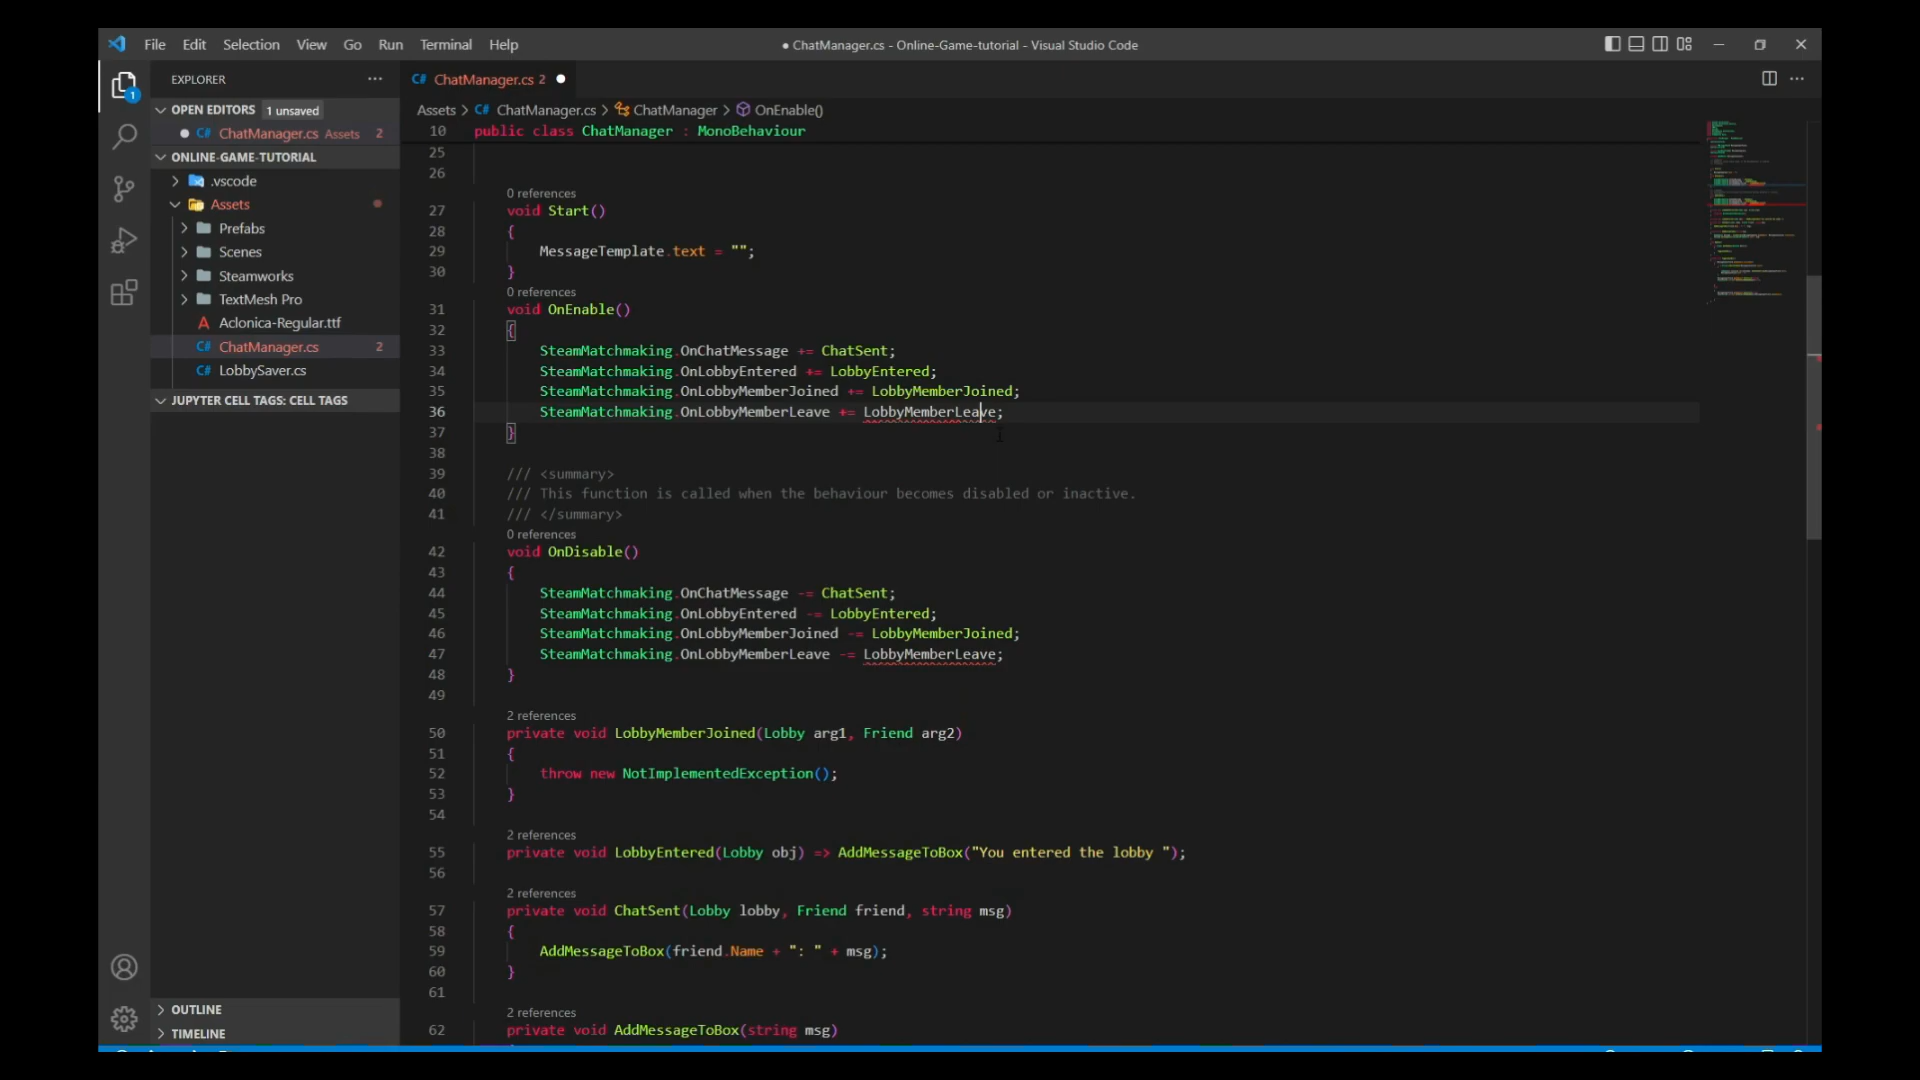 File Edit Selection View Go Run Terminal Help
● ChatManager.cs - Online-Game-tutorial - Visual Studio Code
EXPLORER
OPEN EDITORS 1 unsaved
ChatManager.cs Assets 2
ONLINE-GAME-TUTORIAL
.vscode
Assets
Prefabs
Scenes
Steamworks
TextMesh Pro
Aclonica-Regular.ttf
ChatManager.cs 2
LobbySaver.cs
JUPYTER CELL TAGS: CELL TAGS
OUTLINE
TIMELINE
1
ChatManager.cs 2
Assets > ChatManager.cs > ChatManager > OnEnable()
10 public class ChatManager : MonoBehaviour
25
26
0 references
27 void Start()
28 {
29 MessageTemplate.text = "";
30 }
0 references
31 void OnEnable()
32 {
33 SteamMatchmaking.OnChatMessage += ChatSent;
34 SteamMatchmaking.OnLobbyEntered += LobbyEntered;
35 SteamMatchmaking.OnLobbyMemberJoined += LobbyMemberJoined;
36 SteamMatchmaking.OnLobbyMemberLeave += LobbyMemberLeave;
37 }
38
39 /// <summary>
40 /// This function is called when the behaviour becomes disabled or inactive.
41 /// </summary>
0 references
42 void OnDisable()
43 {
44 SteamMatchmaking.OnChatMessage -= ChatSent;
45 SteamMatchmaking.OnLobbyEntered -= LobbyEntered;
46 SteamMatchmaking.OnLobbyMemberJoined -= LobbyMemberJoined;
47 SteamMatchmaking.OnLobbyMemberLeave -= LobbyMemberLeave;
48 }
49
2 references
50 private void LobbyMemberJoined(Lobby arg1, Friend arg2)
51 {
52 throw new NotImplementedException();
53 }
54
2 references
55 private void LobbyEntered(Lobby obj) => AddMessageToBox("You entered the lobby ");
56
2 references
57 private void ChatSent(Lobby lobby, Friend friend, string msg)
58 {
59 AddMessageToBox(friend.Name + ": " + msg);
60 }
61
2 references
62 private void AddMessageToBox(string msg)